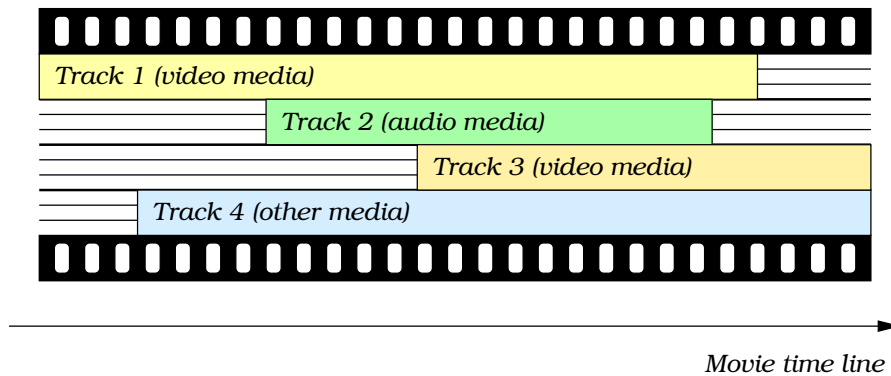 Track 1 (video media)
Track 2 (audio media)
Track 3 (video media)
Track 4 (other media)
Movie time line